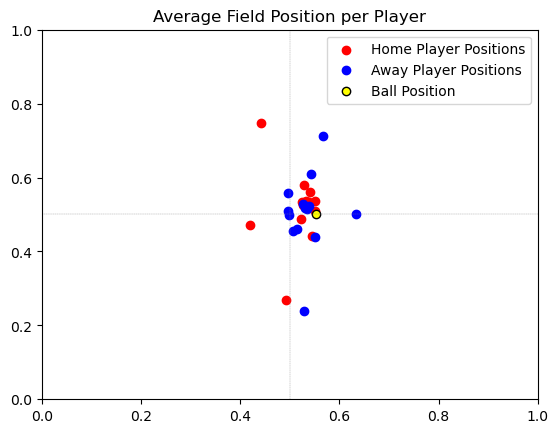 Average Field Position per Player
1.0
0.8
0.6
0.4
0.2
0.0
0.0 0.2 0.4 0.6 0.8 1.0
Home Player Positions
Away Player Positions
Ball Position